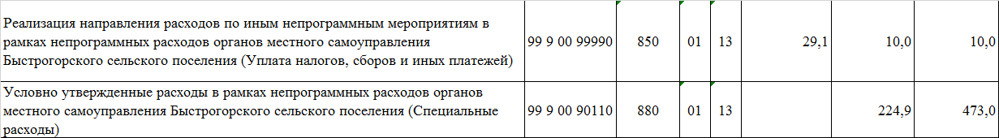 Реализация направления расходов по иным непрограммным мероприятиям в
рамках непрограммных расходов органов местного самоуправления
Быстрогорского сельского поселения (Уплата налогов, сборов и иных платежей)
99 9 00 99990 850 01 13 29,1 10,0 10,0
Условно утвержденные расходы в рамках непрограммных расходов органов
местного самоуправления Быстрогорского сельского поселения (Специальные
расходы)
99 9 00 90110 880 01 13 224,9 473,0